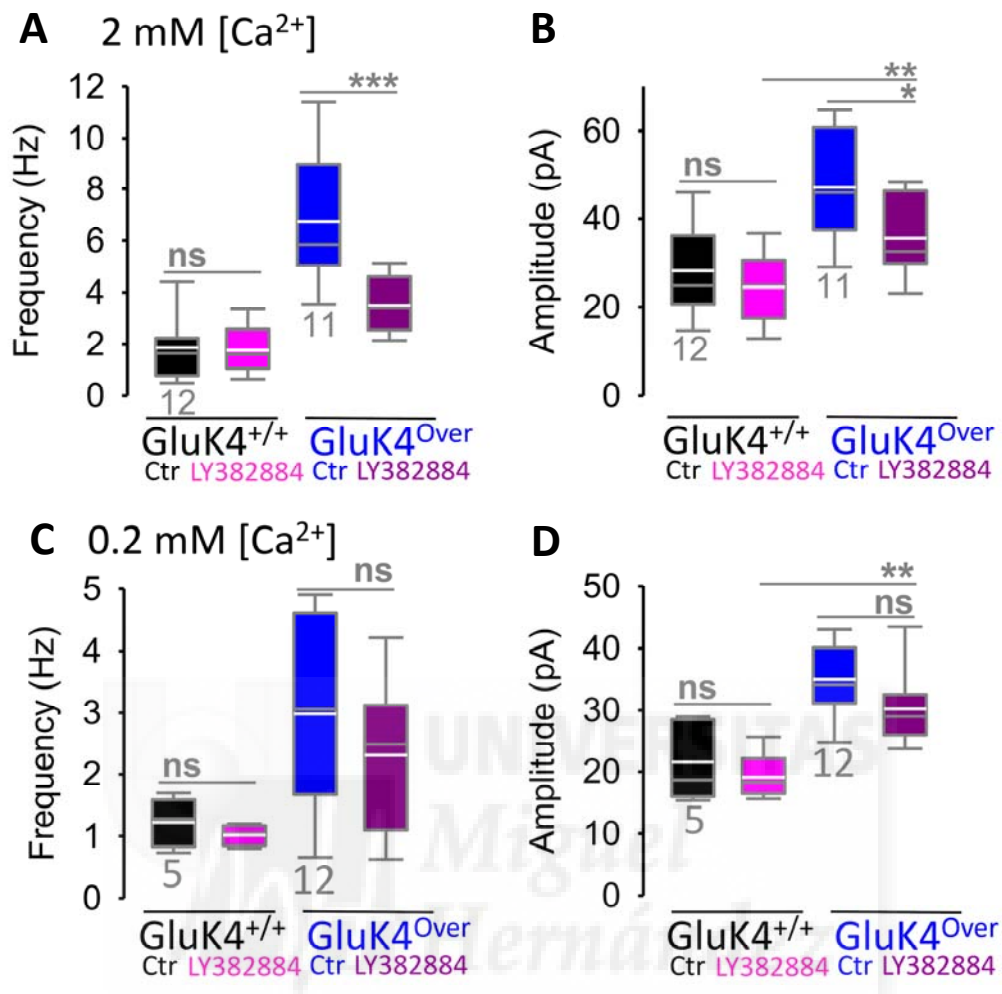 A 2 mM [Ca²⁺]
Frequency (Hz)
12
10
8
6
4
2
0
ns
***
12
11
GluK4⁺/⁺ GluK4ᴼᵛᵉʳ
Ctr LY382884 Ctr LY382884
B
Amplitude (pA)
60
40
20
0
ns
**
*
12
11
GluK4⁺/⁺ GluK4ᴼᵛᵉʳ
Ctr LY382884 Ctr LY382884
C 0.2 mM [Ca²⁺]
Frequency (Hz)
5
4
3
2
1
0
ns
ns
5
12
GluK4⁺/⁺ GluK4ᴼᵛᵉʳ
Ctr LY382884 Ctr LY382884
D
Amplitude (pA)
50
40
30
20
10
0
ns
**
ns
5
12
GluK4⁺/⁺ GluK4ᴼᵛᵉʳ
Ctr LY382884 Ctr LY382884
UNIVERSITAS
Miguel
Hernández